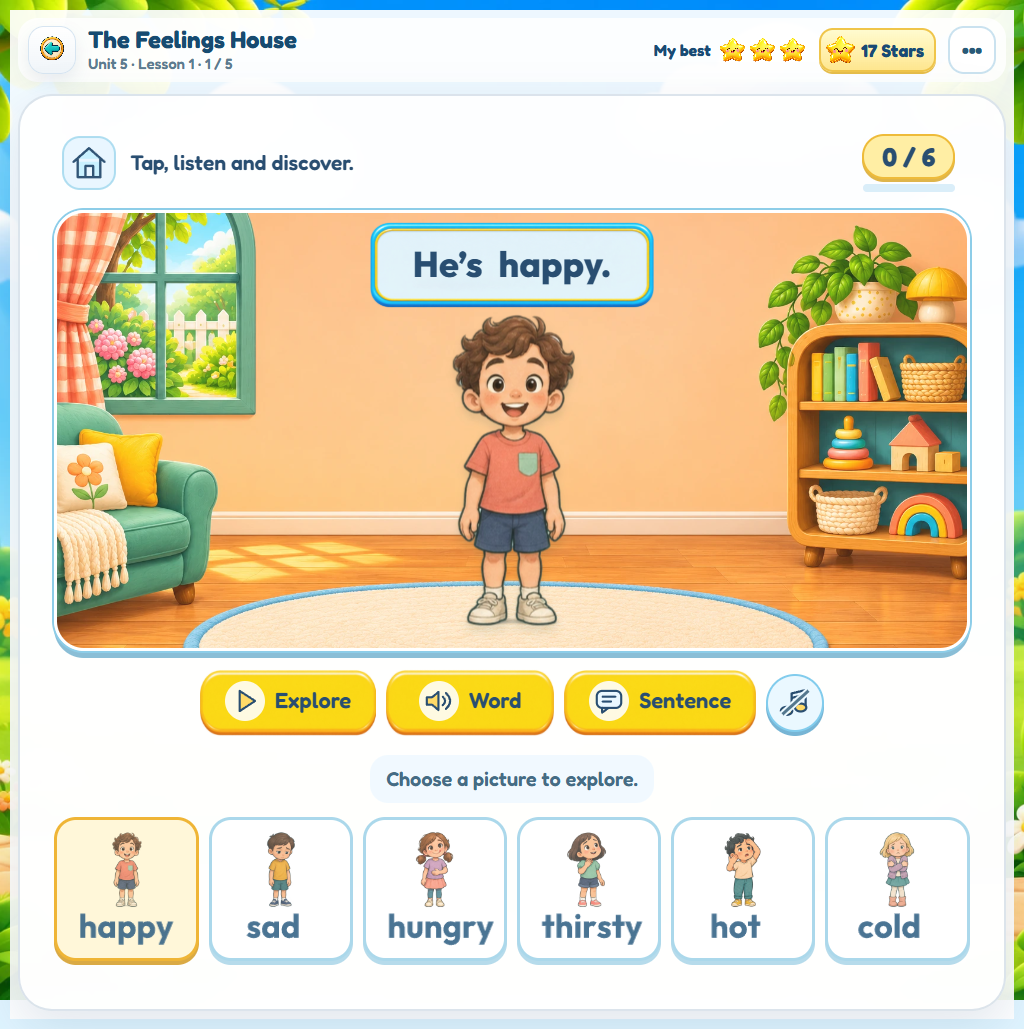 The Feelings House
Unit 5 · Lesson 1 · 1 / 5
My best
17 Stars
Tap, listen and discover.
0 / 6
He's happy.
Explore
Word
Sentence
Choose a picture to explore.
happy
sad
hungry
thirsty
hot
cold